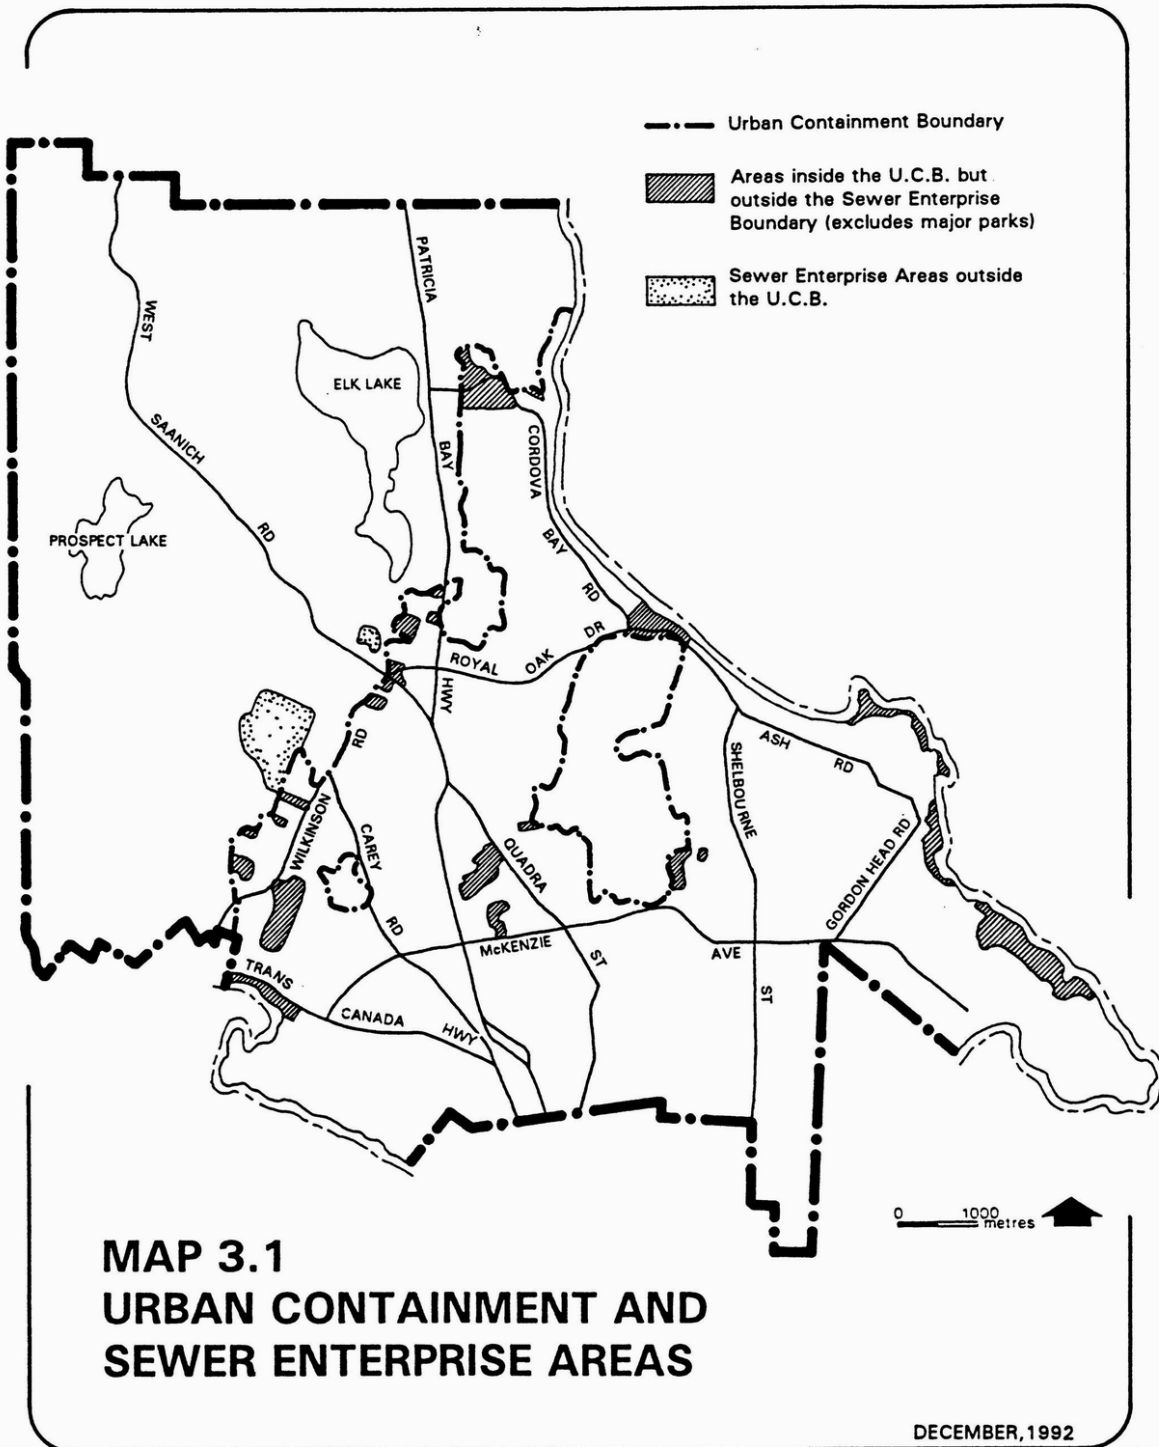 Urban Containment Boundary
Areas inside the U.C.B. but
outside the Sewer Enterprise
Boundary (excludes major parks)
Sewer Enterprise Areas outside
the U.C.B.
PATRICIA
BAY
HWY
WEST
SAANICH
RD
ELK LAKE
PROSPECT LAKE
CORDOVA
BAY
RD
ROYAL OAK DR
ASH RD
SHELBOURNE
ST
GORDON HEAD RD
WILKINSON
RD
CAREY
RD
QUADRA
ST
McKENZIE AVE
TRANS
CANADA HWY
0 1000
metres
MAP 3.1
URBAN CONTAINMENT AND
SEWER ENTERPRISE AREAS
DECEMBER, 1992